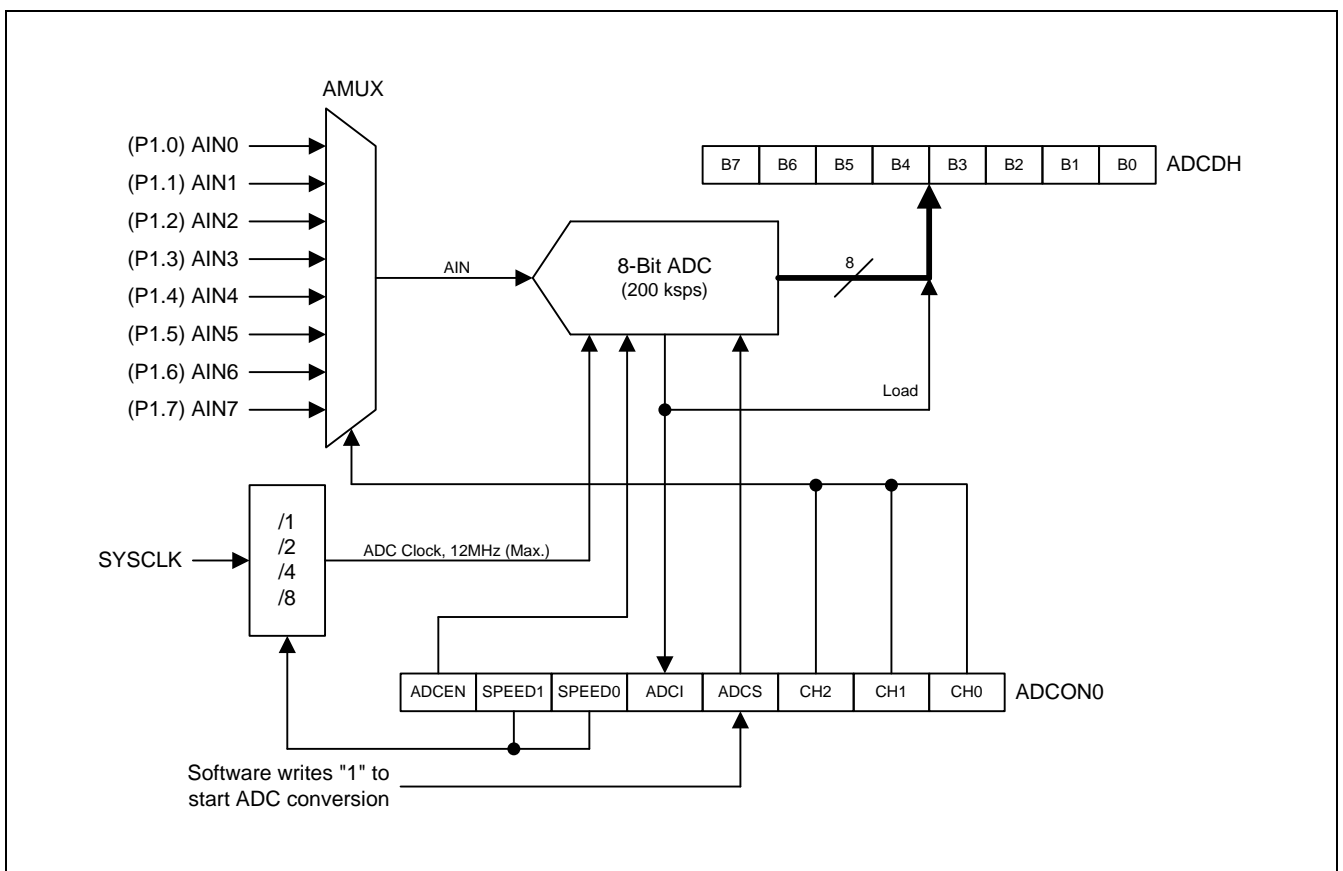 AMUX
(P1.0) AIN0
(P1.1) AIN1
(P1.2) AIN2
(P1.3) AIN3
(P1.4) AIN4
(P1.5) AIN5
(P1.6) AIN6
(P1.7) AIN7
AIN
8-Bit ADC
(200 ksps)
8
B7 B6 B5 B4 B3 B2 B1 B0 ADCDH
Load
SYSCLK
/1
/2
/4
/8
ADC Clock, 12MHz (Max.)
ADCEN SPEED1 SPEED0 ADCI ADCS CH2 CH1 CH0 ADCON0
Software writes "1" to
start ADC conversion